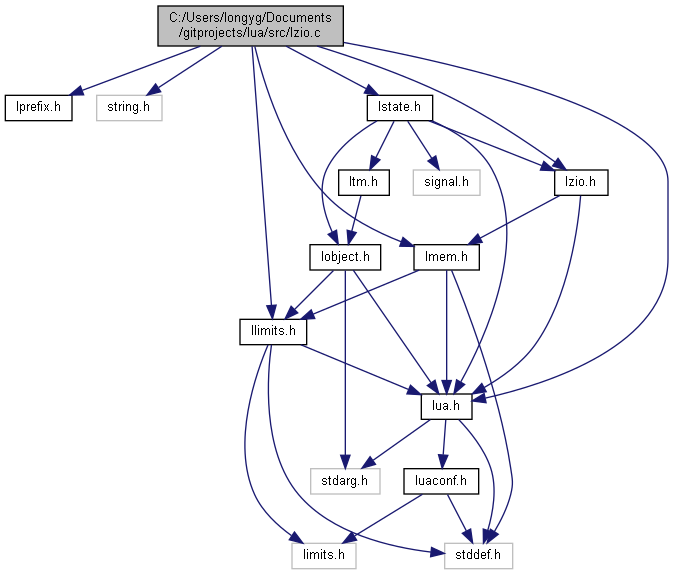 C:/Users/longyg/Documents
/gitprojects/lua/src/lzio.c
lprefix.h
string.h
lstate.h
ltm.h
signal.h
lzio.h
lobject.h
lmem.h
llimits.h
lua.h
stdarg.h
luaconf.h
limits.h
stddef.h